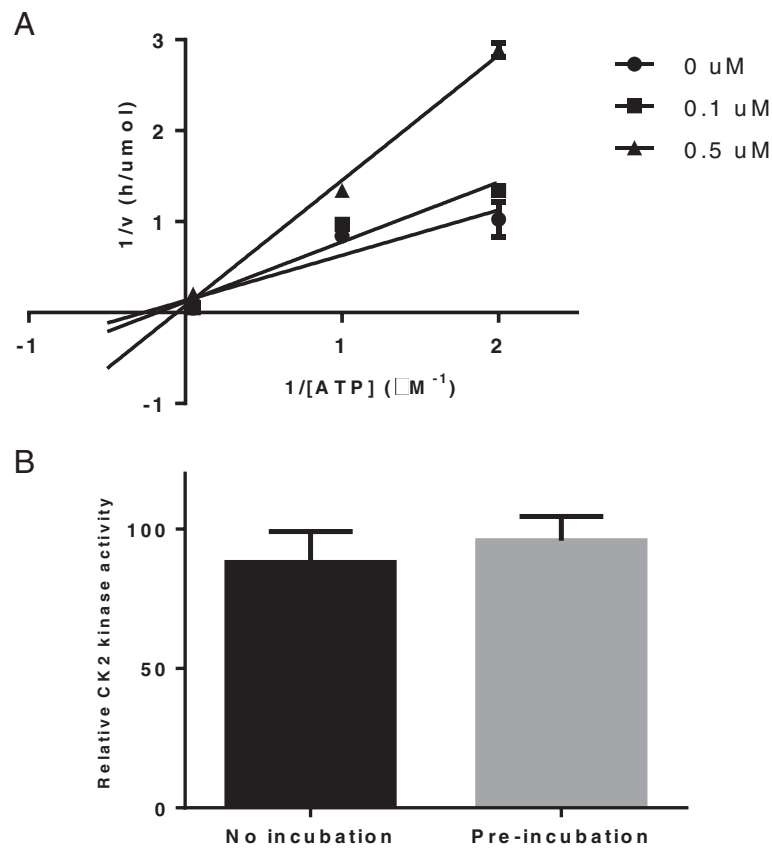 A
3
2
1
-1
-1
1
2
1/v (h/umol)
1/[ATP] (□M⁻¹)
0 uM
0.1 uM
0.5 uM
B
100
50
0
Relative CK2 kinase activity
No incubation
Pre-incubation